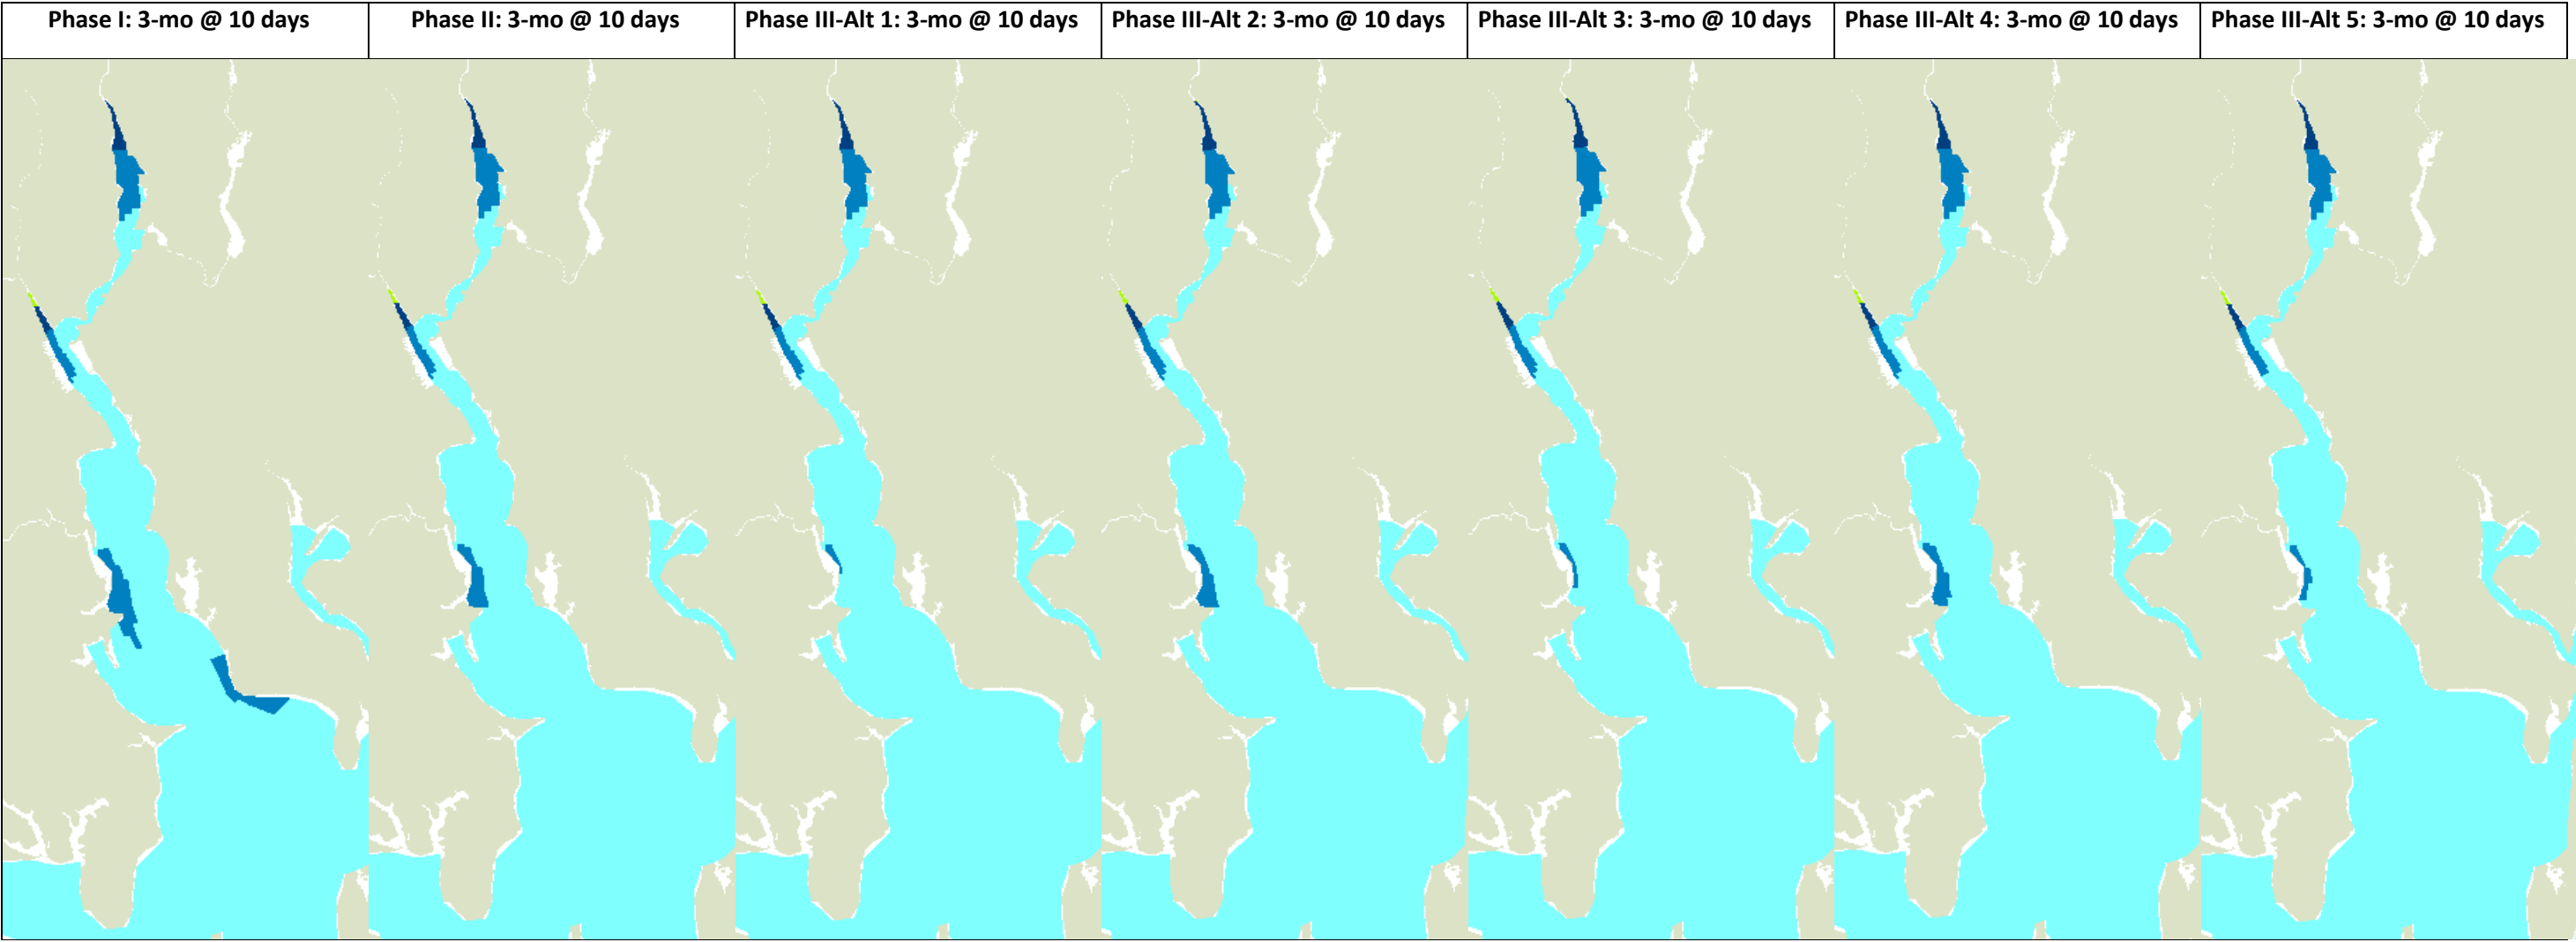 Phase I: 3-mo @ 10 days
Phase II: 3-mo @ 10 days
Phase III-Alt 1: 3-mo @ 10 days
Phase III-Alt 2: 3-mo @ 10 days
Phase III-Alt 3: 3-mo @ 10 days
Phase III-Alt 4: 3-mo @ 10 days
Phase III-Alt 5: 3-mo @ 10 days